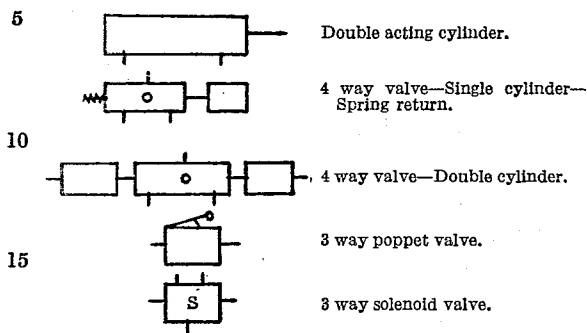 5
Double acting cylinder.
4 way valve—Single cylinder—
Spring return.
10
4 way valve—Double cylinder.
3 way poppet valve.
15
S
3 way solenoid valve.